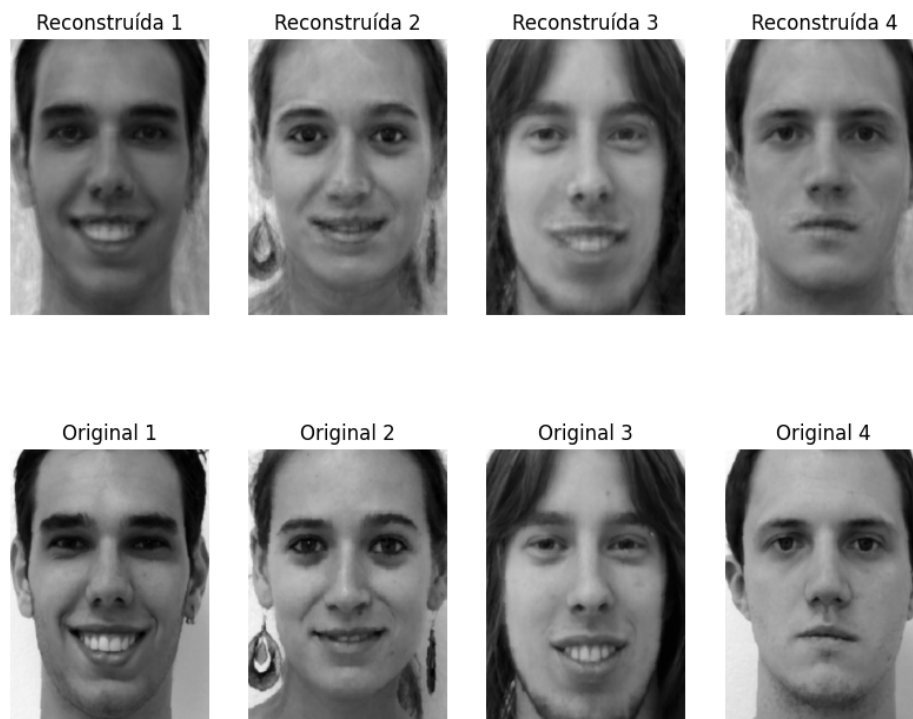 Reconstruída 1
Reconstruída 2
Reconstruída 3
Reconstruída 4
Original 1
Original 2
Original 3
Original 4